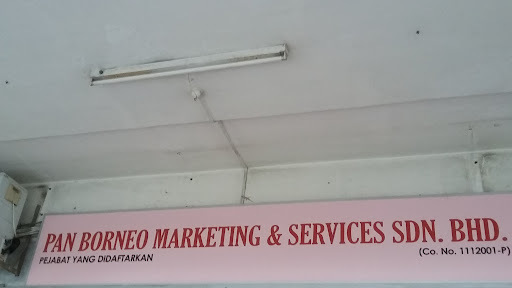 PAN BORNEO MARKETING & SERVICES SDN. BHD.
PEJABAT YANG DIDAFTARKAN (Co. No. 1112001-P)